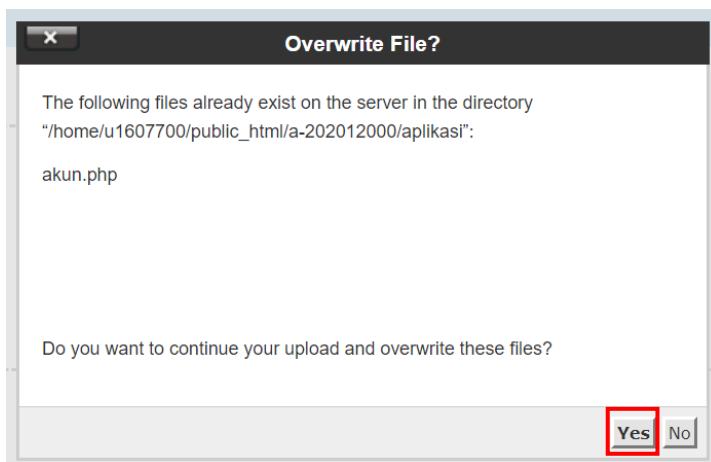 Overwrite File?
The following files already exist on the server in the directory
“/home/u1607700/public_html/a-202012000/aplikasi”:
akun.php
Do you want to continue your upload and overwrite these files?
Yes No